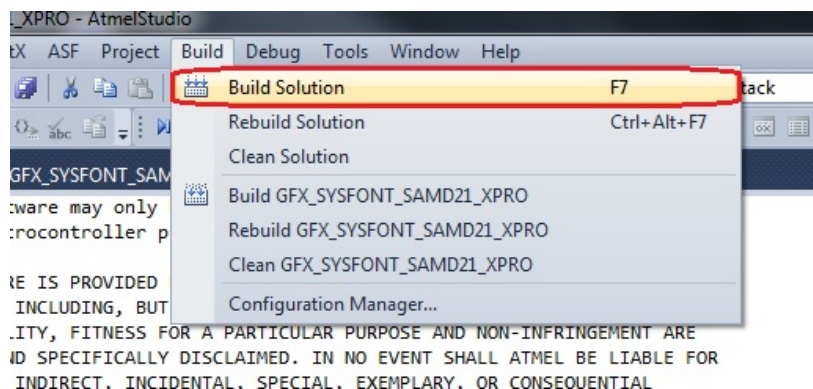 _XPRO - AtmelStudio
tX ASF Project Build Debug Tools Window Help
Build Solution F7
tack
Rebuild Solution Ctrl+Alt+F7
Clean Solution
GFX_SYSFONT_SAM
Build GFX_SYSFONT_SAMD21_XPRO
tware may only
Rebuild GFX_SYSFONT_SAMD21_XPRO
crocontroller p
Clean GFX_SYSFONT_SAMD21_XPRO
RE IS PROVIDED
Configuration Manager...
INCLUDING, BUT
LITY, FITNESS FOR A PARTICULAR PURPOSE AND NON-INFRINGEMENT ARE
ND SPECIFICALLY DISCLAIMED. IN NO EVENT SHALL ATMEL BE LIABLE FOR
INDIRECT, INCIDENTAL, SPECIAL, EXEMPLARY, OR CONSEQUENTIAL